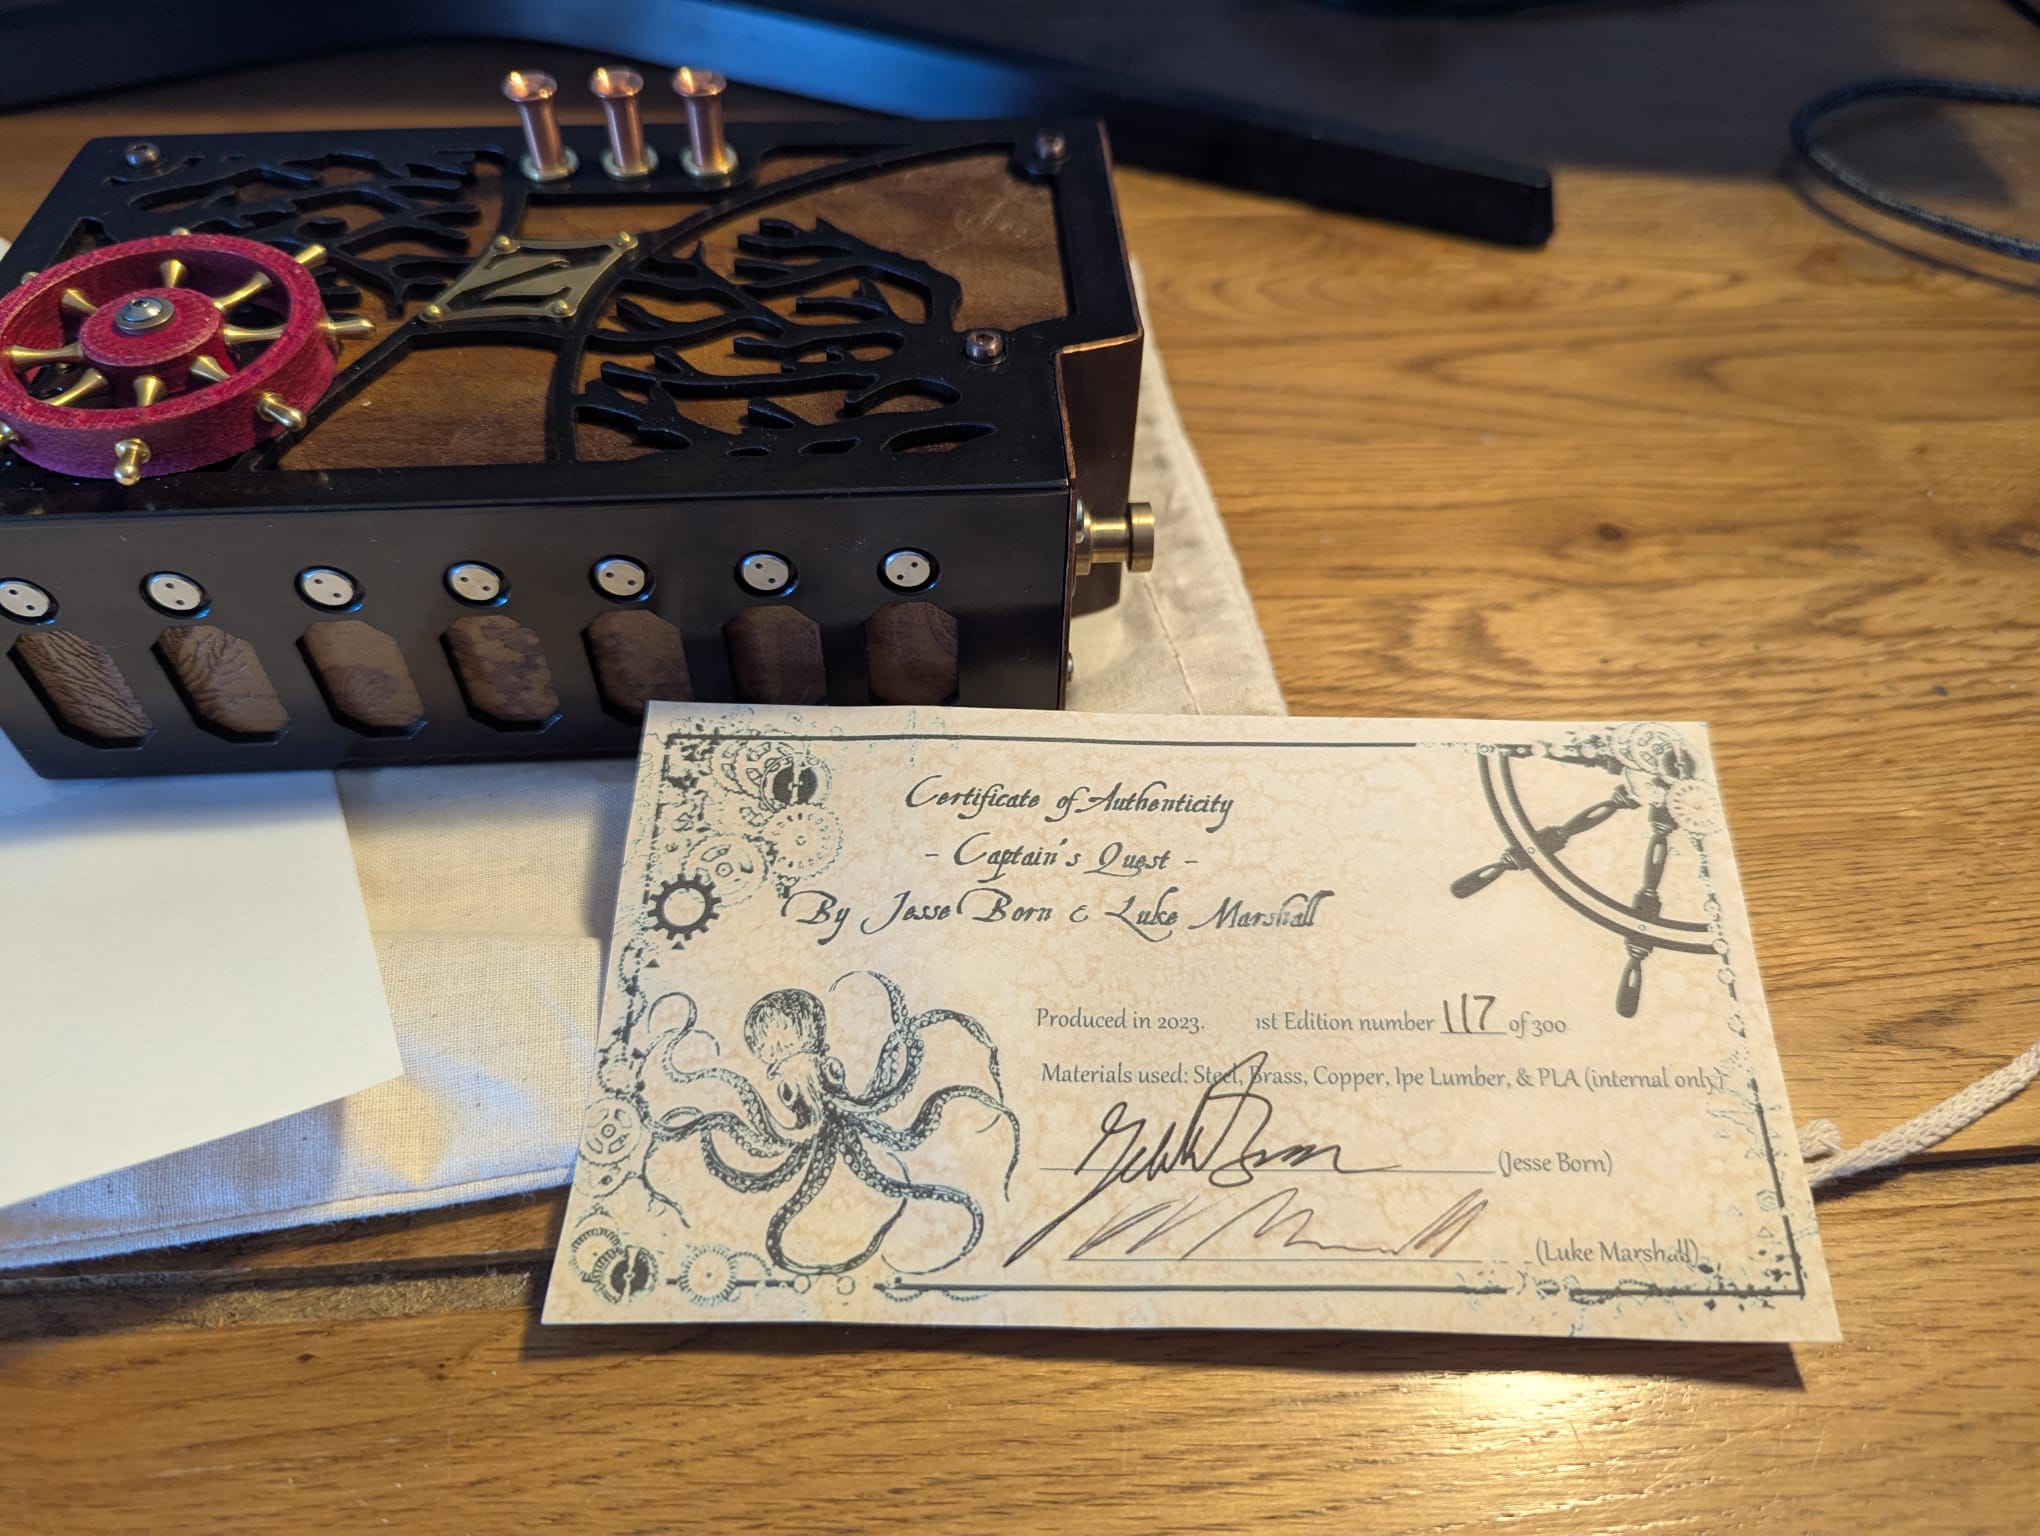 N
Certificate of Authenticity
- Captain's Quest -
By Jesse Born & Luke Marshall
Produced in 2023. 1st Edition number 117 of 300
Materials used: Steel, Brass, Copper, Ipe Lumber, & PLA (internal only)
(Jesse Born)
(Luke Marshall)